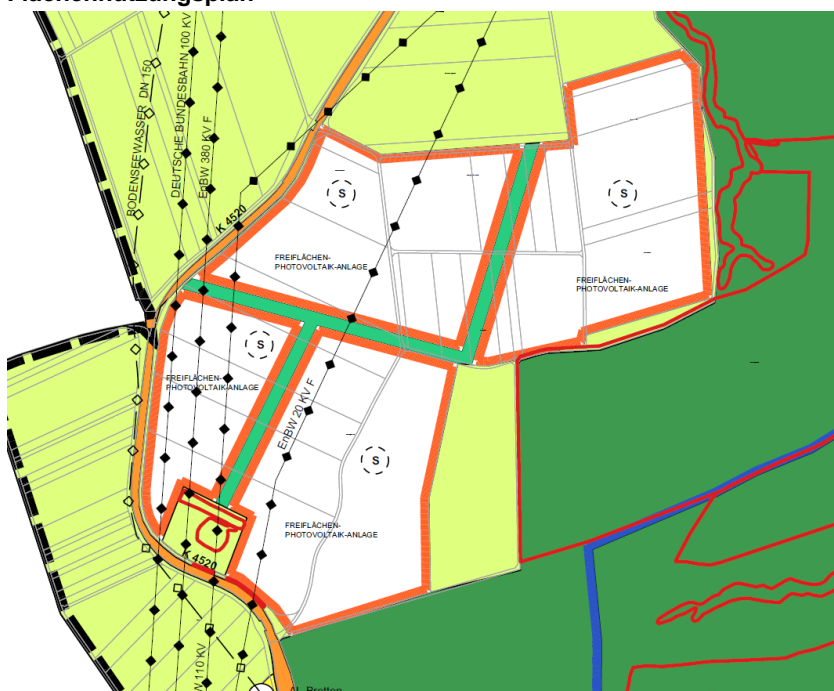 Flächennutzungsplan
BODENSEEWASSER DN 150
DEUTSCHE BUNDESBAHN 100 KV
EnBW 380 KV F
K 4520
S
S
FREIFLÄCHEN-
PHOTOVOLTAIK-ANLAGE
FREIFLÄCHEN-
PHOTOVOLTAIK-ANLAGE
S
FREIFLÄCHEN-
PHOTOVOLTAIK-ANLAGE
EnBW 20 KV F
S
FREIFLÄCHEN-
PHOTOVOLTAIK-ANLAGE
K 4520
W 110 KV